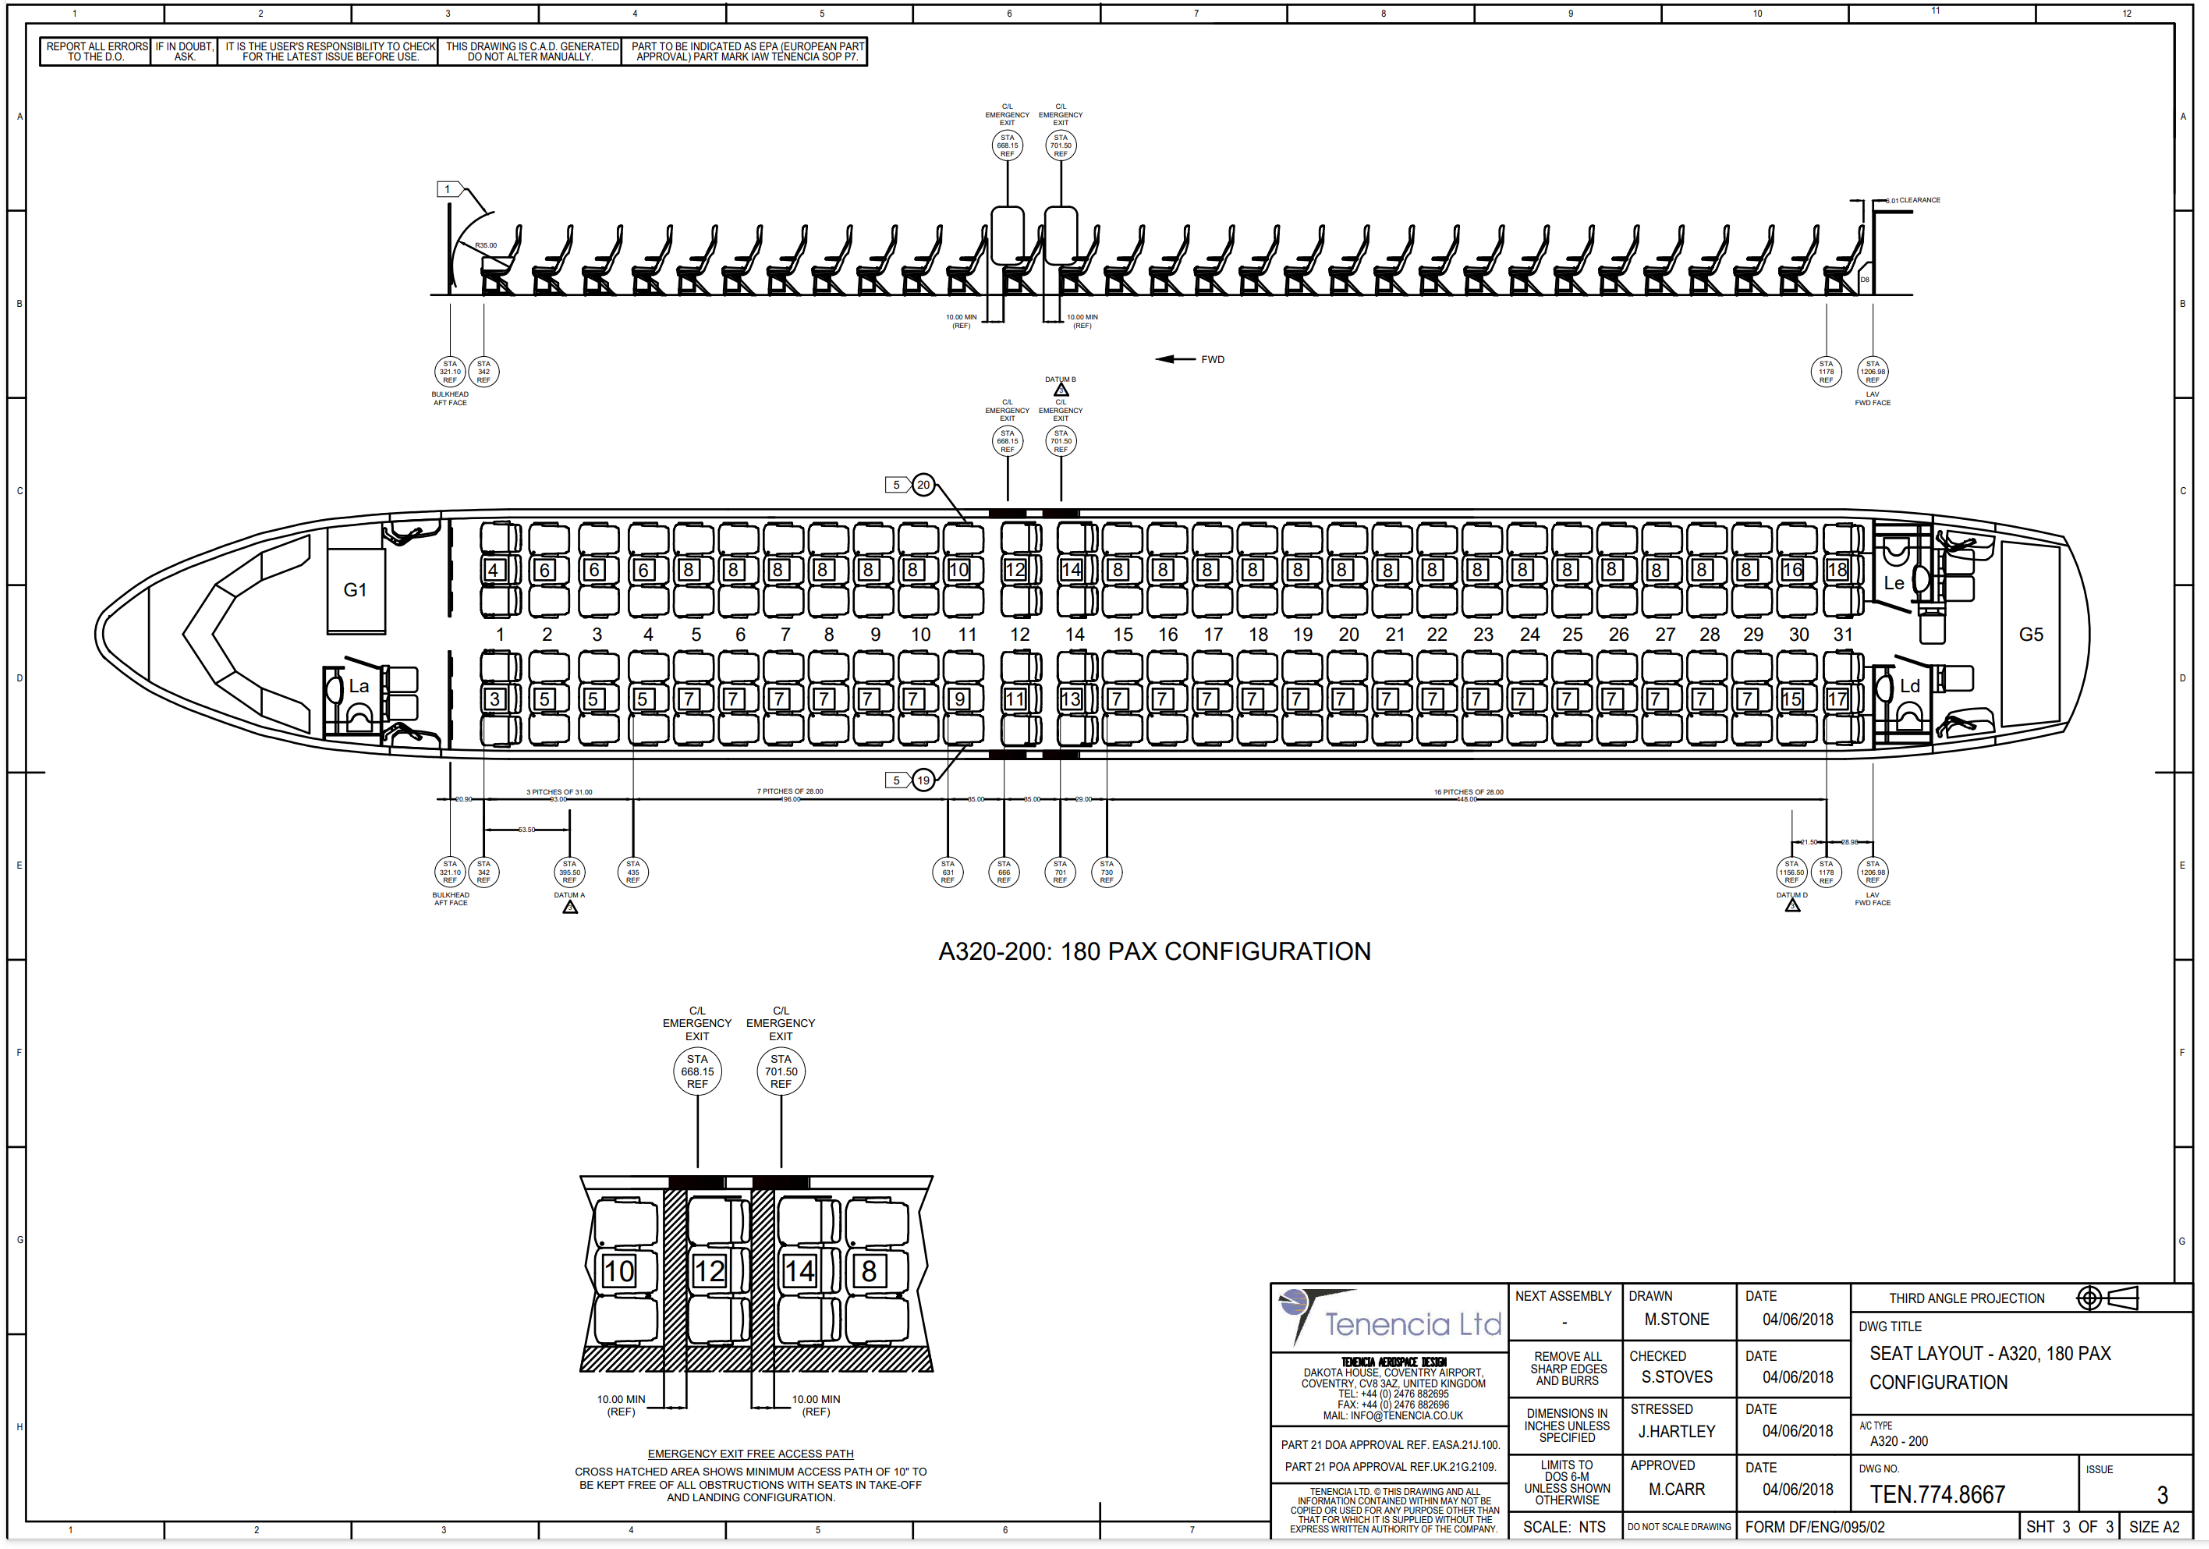 1 2 3 4 5 6 7 8 9 10 11 12
REPORT ALL ERRORS
TO THE D.O.
IF IN DOUBT,
ASK.
IT IS THE USER'S RESPONSIBILITY TO CHECK
FOR THE LATEST ISSUE BEFORE USE.
THIS DRAWING IS C.A.D. GENERATED
DO NOT ALTER MANUALLY.
PART TO BE INDICATED AS EPA (EUROPEAN PART
APPROVAL) PART MARK IAW TENCIA SOP P7.
A
A
C/L
EMERGENCY
EXIT
STA
668.15
REF
C/L
EMERGENCY
EXIT
STA
701.50
REF
1
R35.00
CLEARANCE
D8
B
B
10.00 MIN
(REF)
10.00 MIN
(REF)
FWD
STA
321.10
REF
BULKHEAD
AFT FACE
STA
342
REF
STA
1178
REF
STA
1206.98
REF
LAV
FWD FACE
DATUM B
C/L
EMERGENCY
EXIT
STA
668.15
REF
C/L
EMERGENCY
EXIT
STA
701.50
REF
C
C
5 20
G1
4 6 6 6 8 8 8 8 8 8 10 12 14 8 8 8 8 8 8 8 8 8 8 8 8 8 8 8 16 18
Le
1 2 3 4 5 6 7 8 9 10 11 12 14 15 16 17 18 19 20 21 22 23 24 25 26 27 28 29 30 31
G5
D
D
La
3 5 5 5 7 7 7 7 7 7 9 11 13 7 7 7 7 7 7 7 7 7 7 7 7 7 7 7 15 17
Ld
5 19
20.90
3 PITCHES OF 31.00
93.00
7 PITCHES OF 28.00
196.00
35.00
35.00
29.00
16 PITCHES OF 28.00
448.00
53.50
21.50
28.98
E
E
STA
321.10
REF
BULKHEAD
AFT FACE
STA
342
REF
STA
395.50
REF
DATUM A
STA
435
REF
STA
631
REF
STA
666
REF
STA
701
REF
STA
730
REF
STA
1156.50
REF
DATUM D
STA
1178
REF
STA
1206.98
REF
LAV
FWD FACE
A320-200: 180 PAX CONFIGURATION
F
F
C/L
EMERGENCY
EXIT
STA
668.15
REF
C/L
EMERGENCY
EXIT
STA
701.50
REF
G
G
10 12 14 8
10.00 MIN
(REF)
10.00 MIN
(REF)
H
EMERGENCY EXIT FREE ACCESS PATH
CROSS HATCHED AREA SHOWS MINIMUM ACCESS PATH OF 10" TO
BE KEPT FREE OF ALL OBSTRUCTIONS WITH SEATS IN TAKE-OFF
AND LANDING CONFIGURATION.
Tenencia Ltd
TENENCIA AEROSPACE DESIGN
DAKOTA HOUSE, COVENTRY AIRPORT,
COVENTRY, CV8 3AZ, UNITED KINGDOM
TEL: +44 (0) 2476 882695
FAX: +44 (0) 2476 882696
MAIL: INFO@TENENCIA.CO.UK
PART 21 DOA APPROVAL REF. EASA.21J.100.
PART 21 POA APPROVAL REF.UK.21G.2109.
TENENCIA LTD. © THIS DRAWING AND ALL
INFORMATION CONTAINED WITHIN MAY NOT BE
COPIED OR USED FOR ANY PURPOSE OTHER THAN
THAT FOR WHICH IT IS SUPPLIED WITHOUT THE
EXPRESS WRITTEN AUTHORITY OF THE COMPANY.
NEXT ASSEMBLY
-
REMOVE ALL
SHARP EDGES
AND BURRS
DIMENSIONS IN
INCHES UNLESS
SPECIFIED
LIMITS TO
DOS 6-M
UNLESS SHOWN
OTHERWISE
SCALE: NTS
DRAWN
M.STONE
DATE
04/06/2018
CHECKED
S.STOVES
DATE
04/06/2018
STRESSED
J.HARTLEY
DATE
04/06/2018
APPROVED
M.CARR
DATE
04/06/2018
DO NOT SCALE DRAWING
FORM DF/ENG/095/02
THIRD ANGLE PROJECTION
DWG TITLE
SEAT LAYOUT - A320, 180 PAX
CONFIGURATION
A/C TYPE
A320 - 200
DWG NO.
TEN.774.8667
ISSUE
3
SHT 3 OF 3
SIZE A2
1 2 3 4 5 6 7